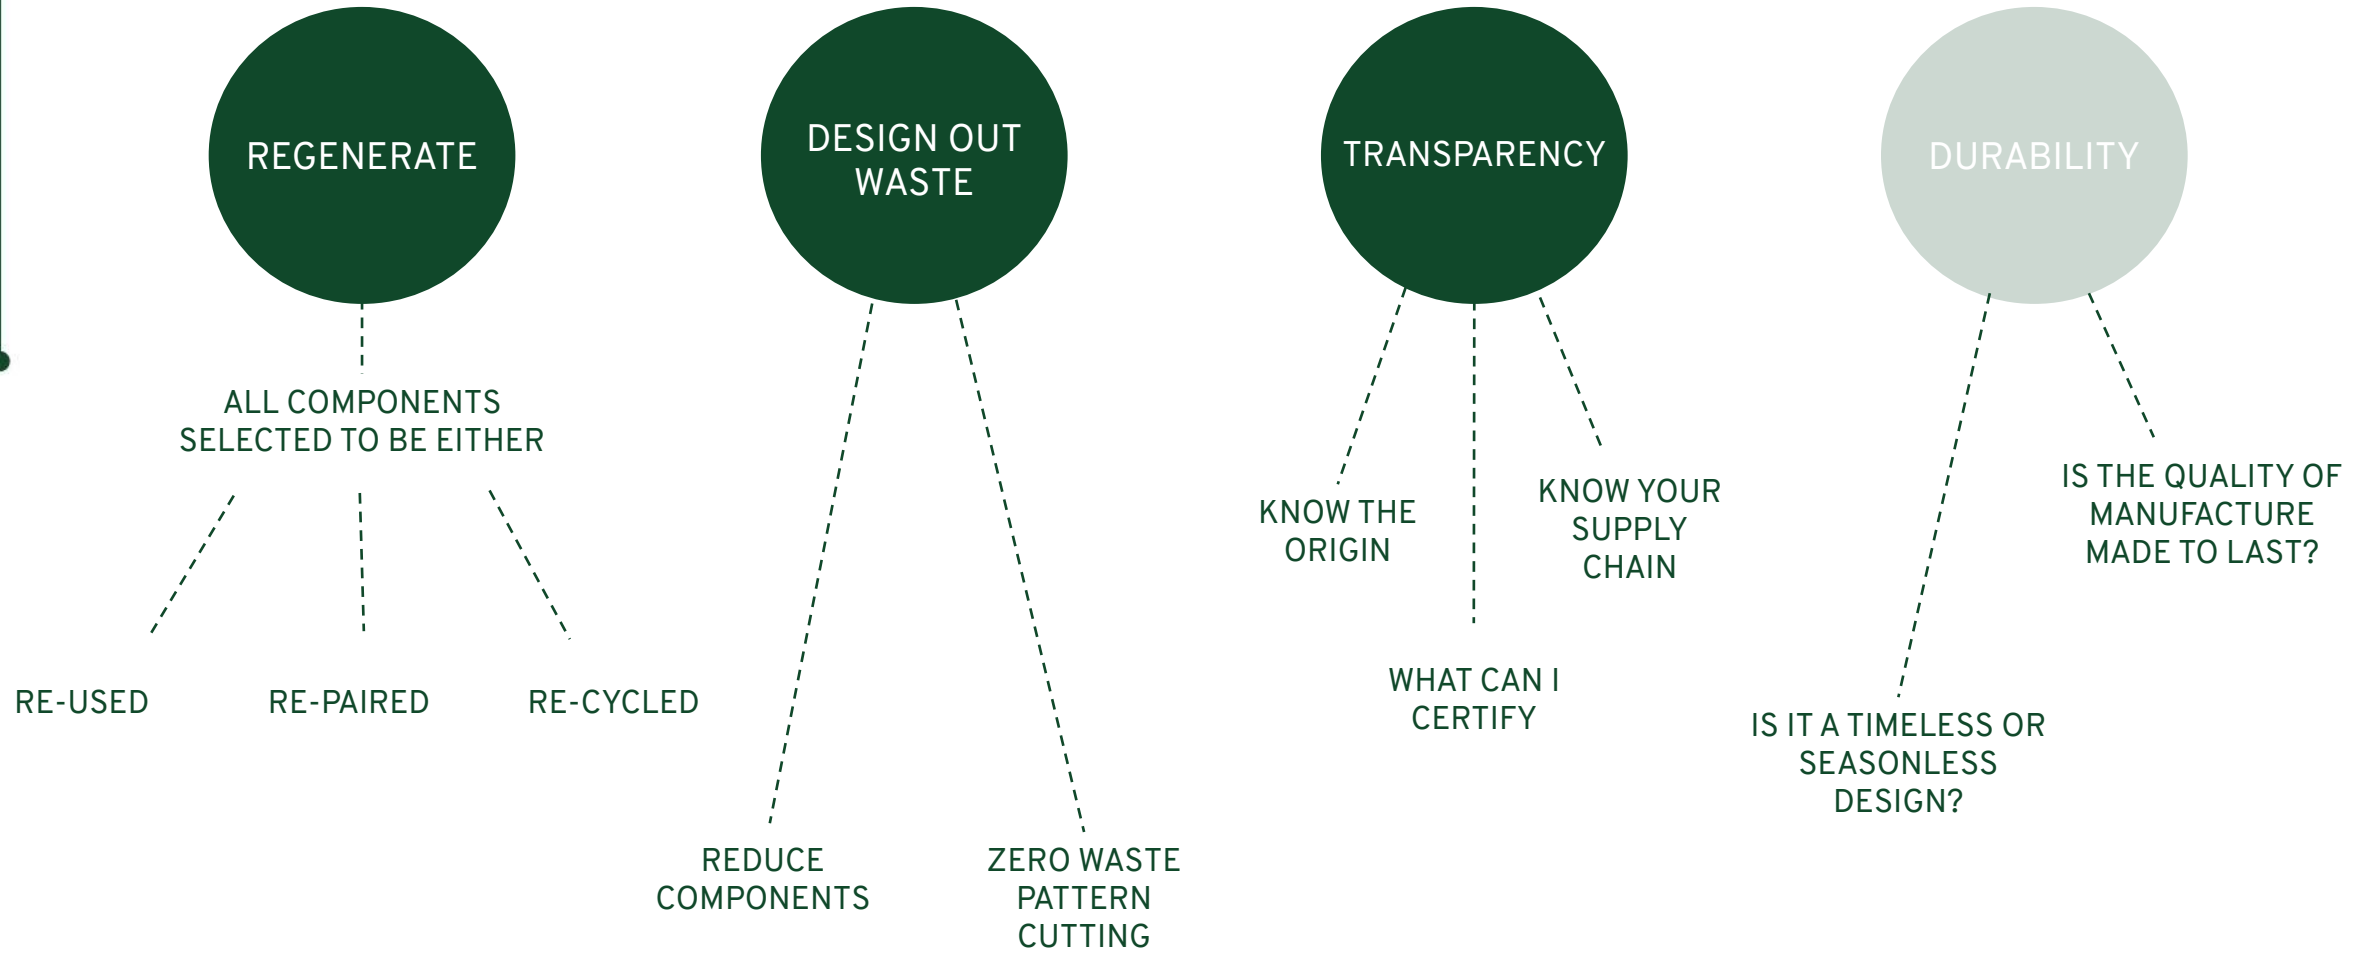 REGENERATE
ALL COMPONENTS
SELECTED TO BE EITHER
RE-USED
RE-PAIRED
RE-CYCLED
DESIGN OUT
WASTE
REDUCE
COMPONENTS
ZERO WASTE
PATTERN
CUTTING
TRANSPARENCY
KNOW THE
ORIGIN
WHAT CAN I
CERTIFY
KNOW YOUR
SUPPLY
CHAIN
DURABILITY
IS IT A TIMELESS OR
SEASONLESS
DESIGN?
IS THE QUALITY OF
MANUFACTURE
MADE TO LAST?